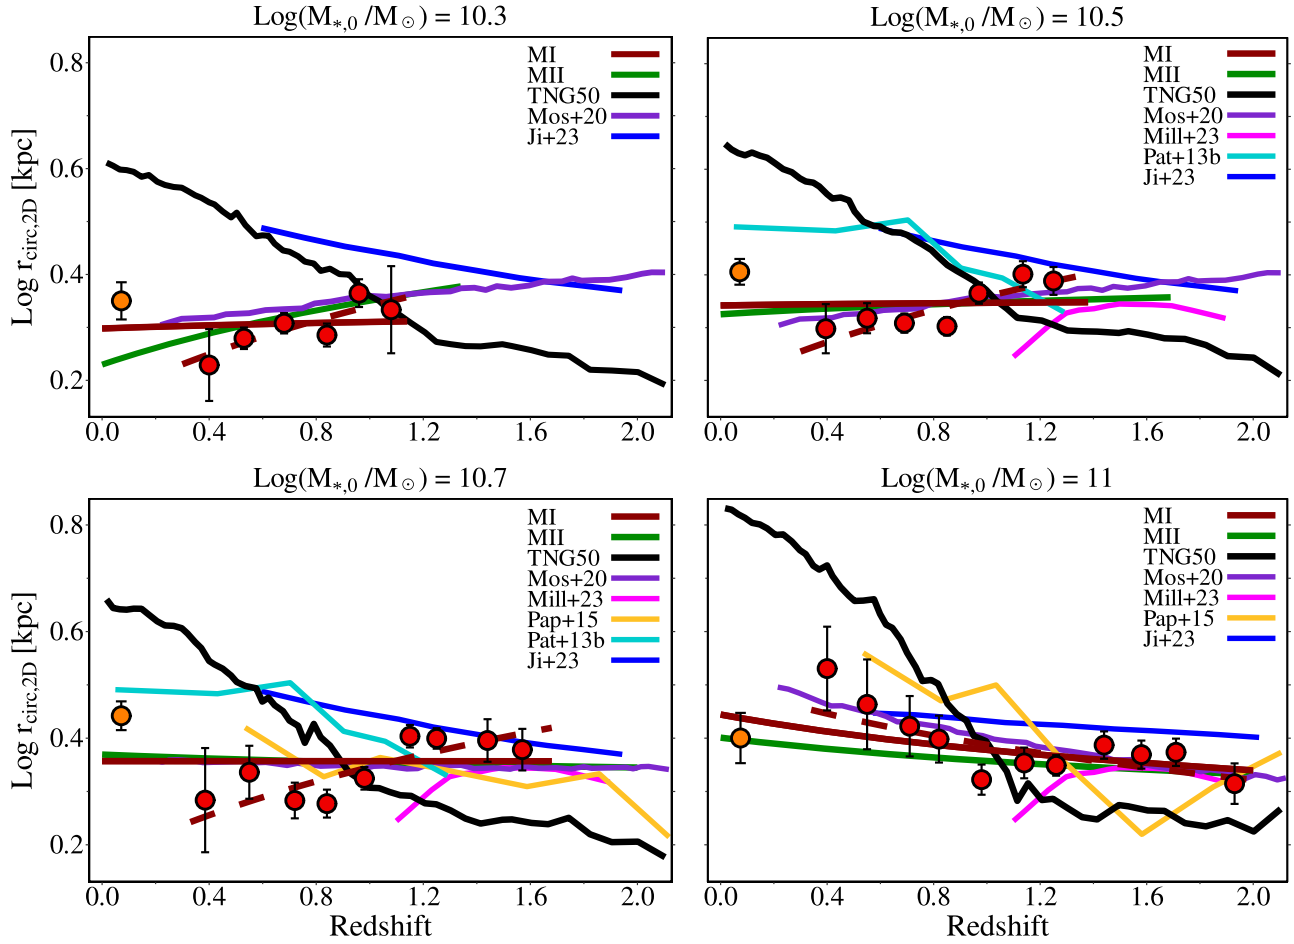 Log(M*,0 /M⊙) = 10.3
Log(M*,0 /M⊙) = 10.5
Log r circ,2D [kpc]
0.8
0.6
0.4
0.2
MI
MII
TNG50
Mos+20
Ji+23
0.0 0.4 0.8 1.2 1.6 2.0
MI
MII
TNG50
Mos+20
Mill+23
Pat+13b
Ji+23
0.0 0.4 0.8 1.2 1.6 2.0
Log(M*,0 /M⊙) = 10.7
Log(M*,0 /M⊙) = 11
Log r circ,2D [kpc]
0.8
0.6
0.4
0.2
MI
MII
TNG50
Mos+20
Mill+23
Pap+15
Pat+13b
Ji+23
0.0 0.4 0.8 1.2 1.6 2.0
Redshift
MI
MII
TNG50
Mos+20
Mill+23
Pap+15
Ji+23
0.0 0.4 0.8 1.2 1.6 2.0
Redshift